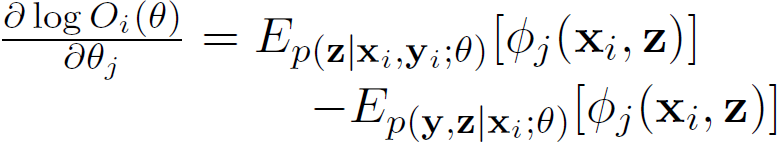 ∂ log O_i(θ) / ∂θ_j = E_{p(𝐳|𝐱_i,𝐲_i;θ)}[ϕ_j(𝐱_i, 𝐳)]
−E_{p(𝐲,𝐳|𝐱_i;θ)}[ϕ_j(𝐱_i, 𝐳)]